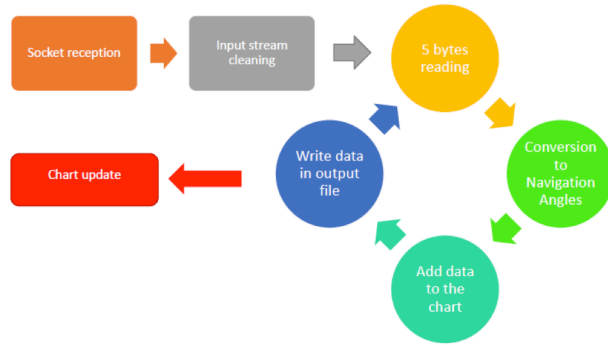 Socket reception
Input stream
cleaning
5 bytes
reading
Conversion
to
Navigation
Angles
Add data
to the
chart
Write data
in output
file
Chart update